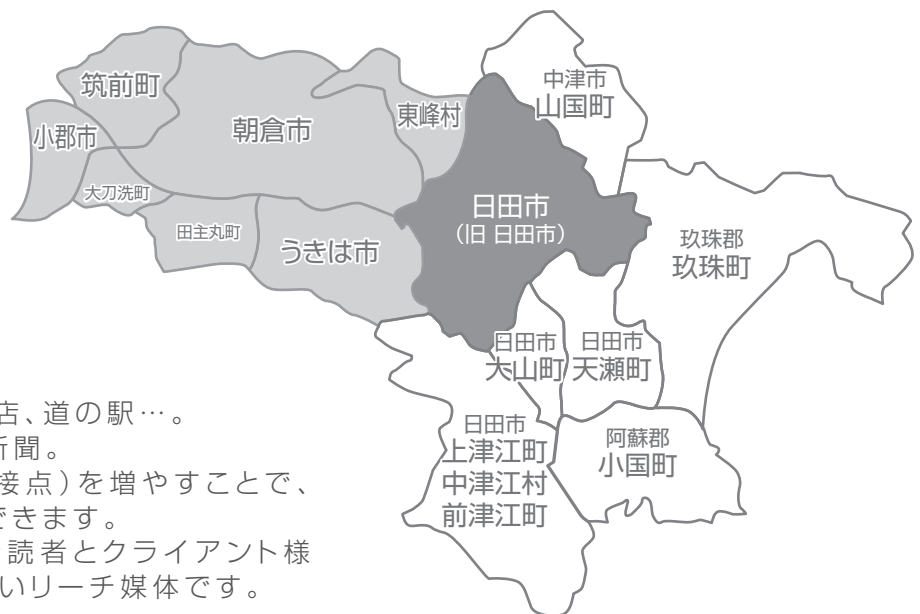 中津市
山国町
筑前町
東峰村
朝倉市
小郡市
大刀洗町
日田市
(旧 日田市)
田主丸町
うきは市
玖珠郡
玖珠町
日田市
大山町
日田市
天瀬町
日田市
上津江町
中津江村
前津江町
阿蘇郡
小国町
店、道の駅…。
新聞。
接点)を増やすことで、
できます。
読者とクライアント様
いリーチ媒体です。